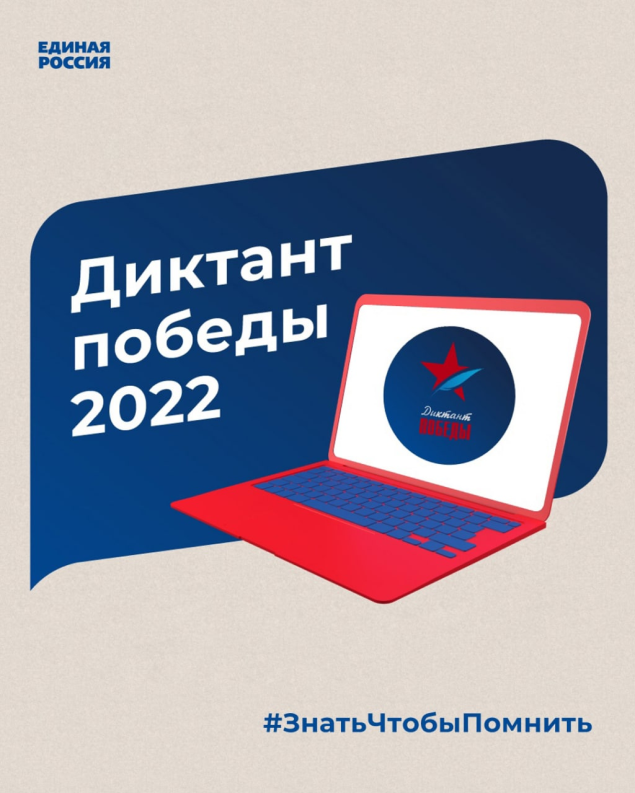 ЕДИНАЯ
РОССИЯ
Диктант
победы
2022
Диктант
ПОБЕДЫ
#ЗнатьЧтобыПомнить